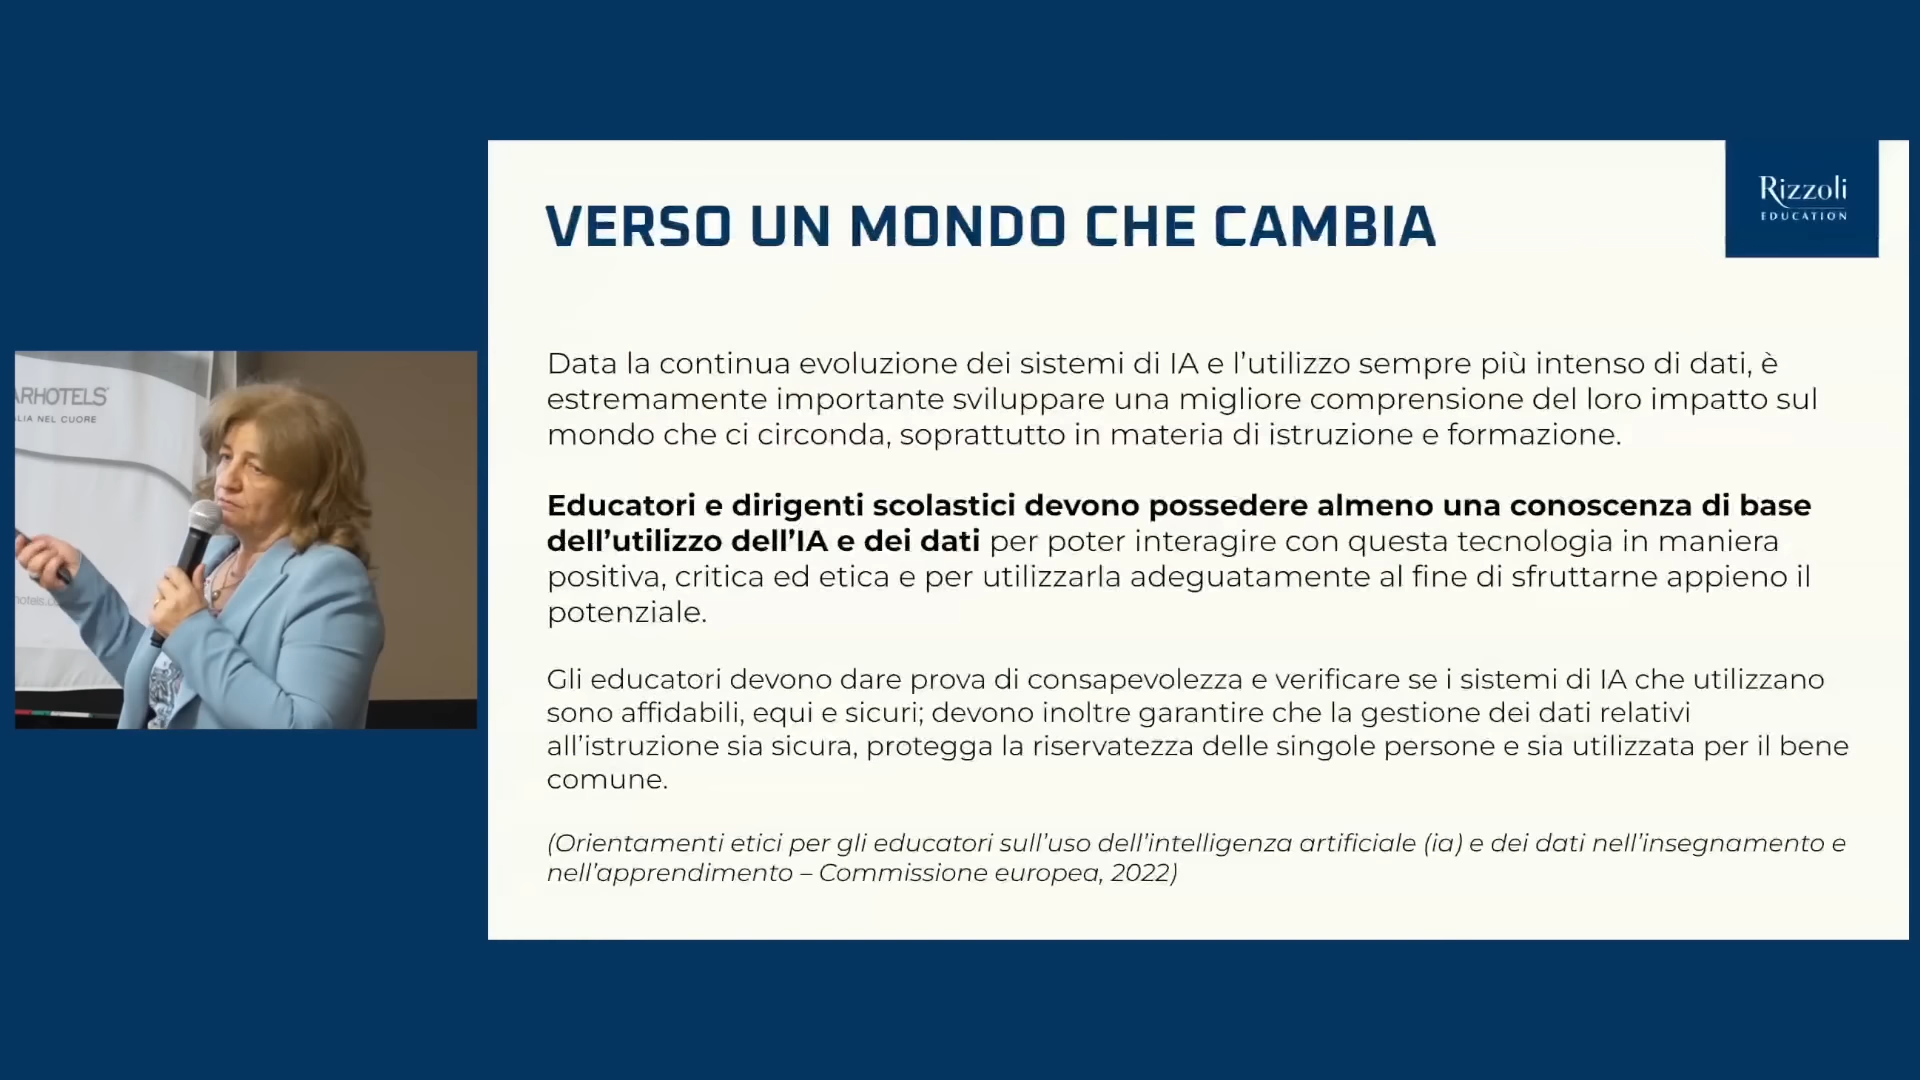 VERSO UN MONDO CHE CAMBIA
Rizzoli
EDUCATION
Data la continua evoluzione dei sistemi di IA e l’utilizzo sempre più intenso di dati, è
estremamente importante sviluppare una migliore comprensione del loro impatto sul
mondo che ci circonda, soprattutto in materia di istruzione e formazione.
Educatori e dirigenti scolastici devono possedere almeno una conoscenza di base
dell’utilizzo dell’IA e dei dati per poter interagire con questa tecnologia in maniera
positiva, critica ed etica e per utilizzarla adeguatamente al fine di sfruttarne appieno il
potenziale.
Gli educatori devono dare prova di consapevolezza e verificare se i sistemi di IA che utilizzano
sono affidabili, equi e sicuri; devono inoltre garantire che la gestione dei dati relativi
all’istruzione sia sicura, protegga la riservatezza delle singole persone e sia utilizzata per il bene
comune.
(Orientamenti etici per gli educatori sull’uso dell’intelligenza artificiale (ia) e dei dati nell’insegnamento e
nell’apprendimento – Commissione europea, 2022)
ARHOTELS
LIA NEL CUORE